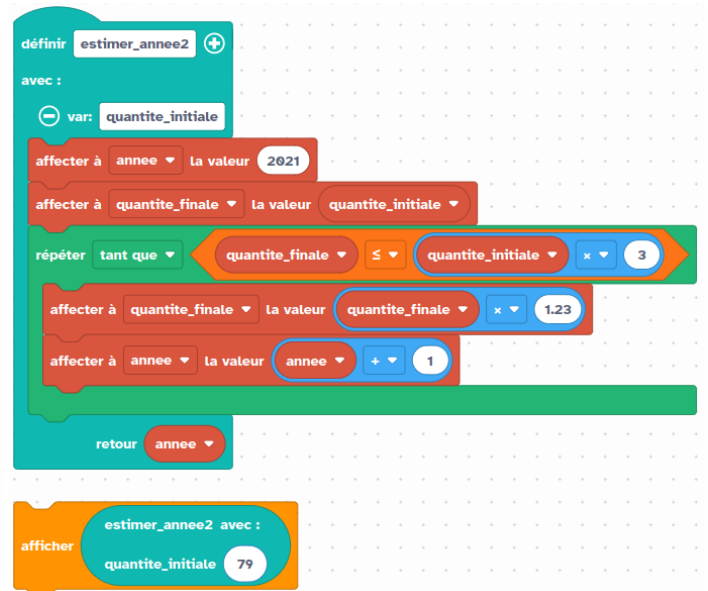 définir estimer_annee2
avec :
var: quantite_initiale
affecter à annee la valeur 2021
affecter à quantite_finale la valeur quantite_initiale
répéter tant que quantite_finale ≤ quantite_initiale × 3
affecter à quantite_finale la valeur quantite_finale × 1.23
affecter à annee la valeur annee + 1
retour annee
estimer_annee2 avec :
afficher
quantite_initiale 79